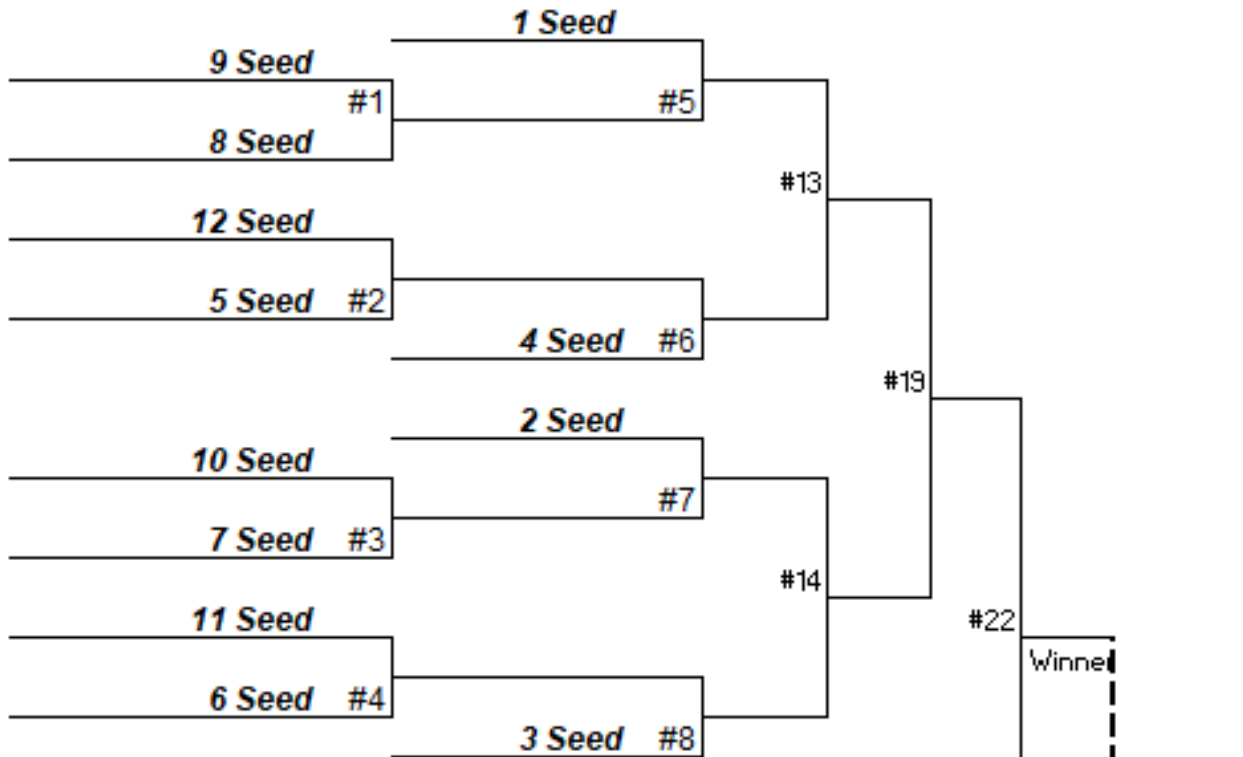 1 Seed
9 Seed
#1
#5
8 Seed
#13
12 Seed
5 Seed #2
4 Seed #6
#19
2 Seed
10 Seed
#7
7 Seed #3
#14
11 Seed
#22
Winner
6 Seed #4
3 Seed #8